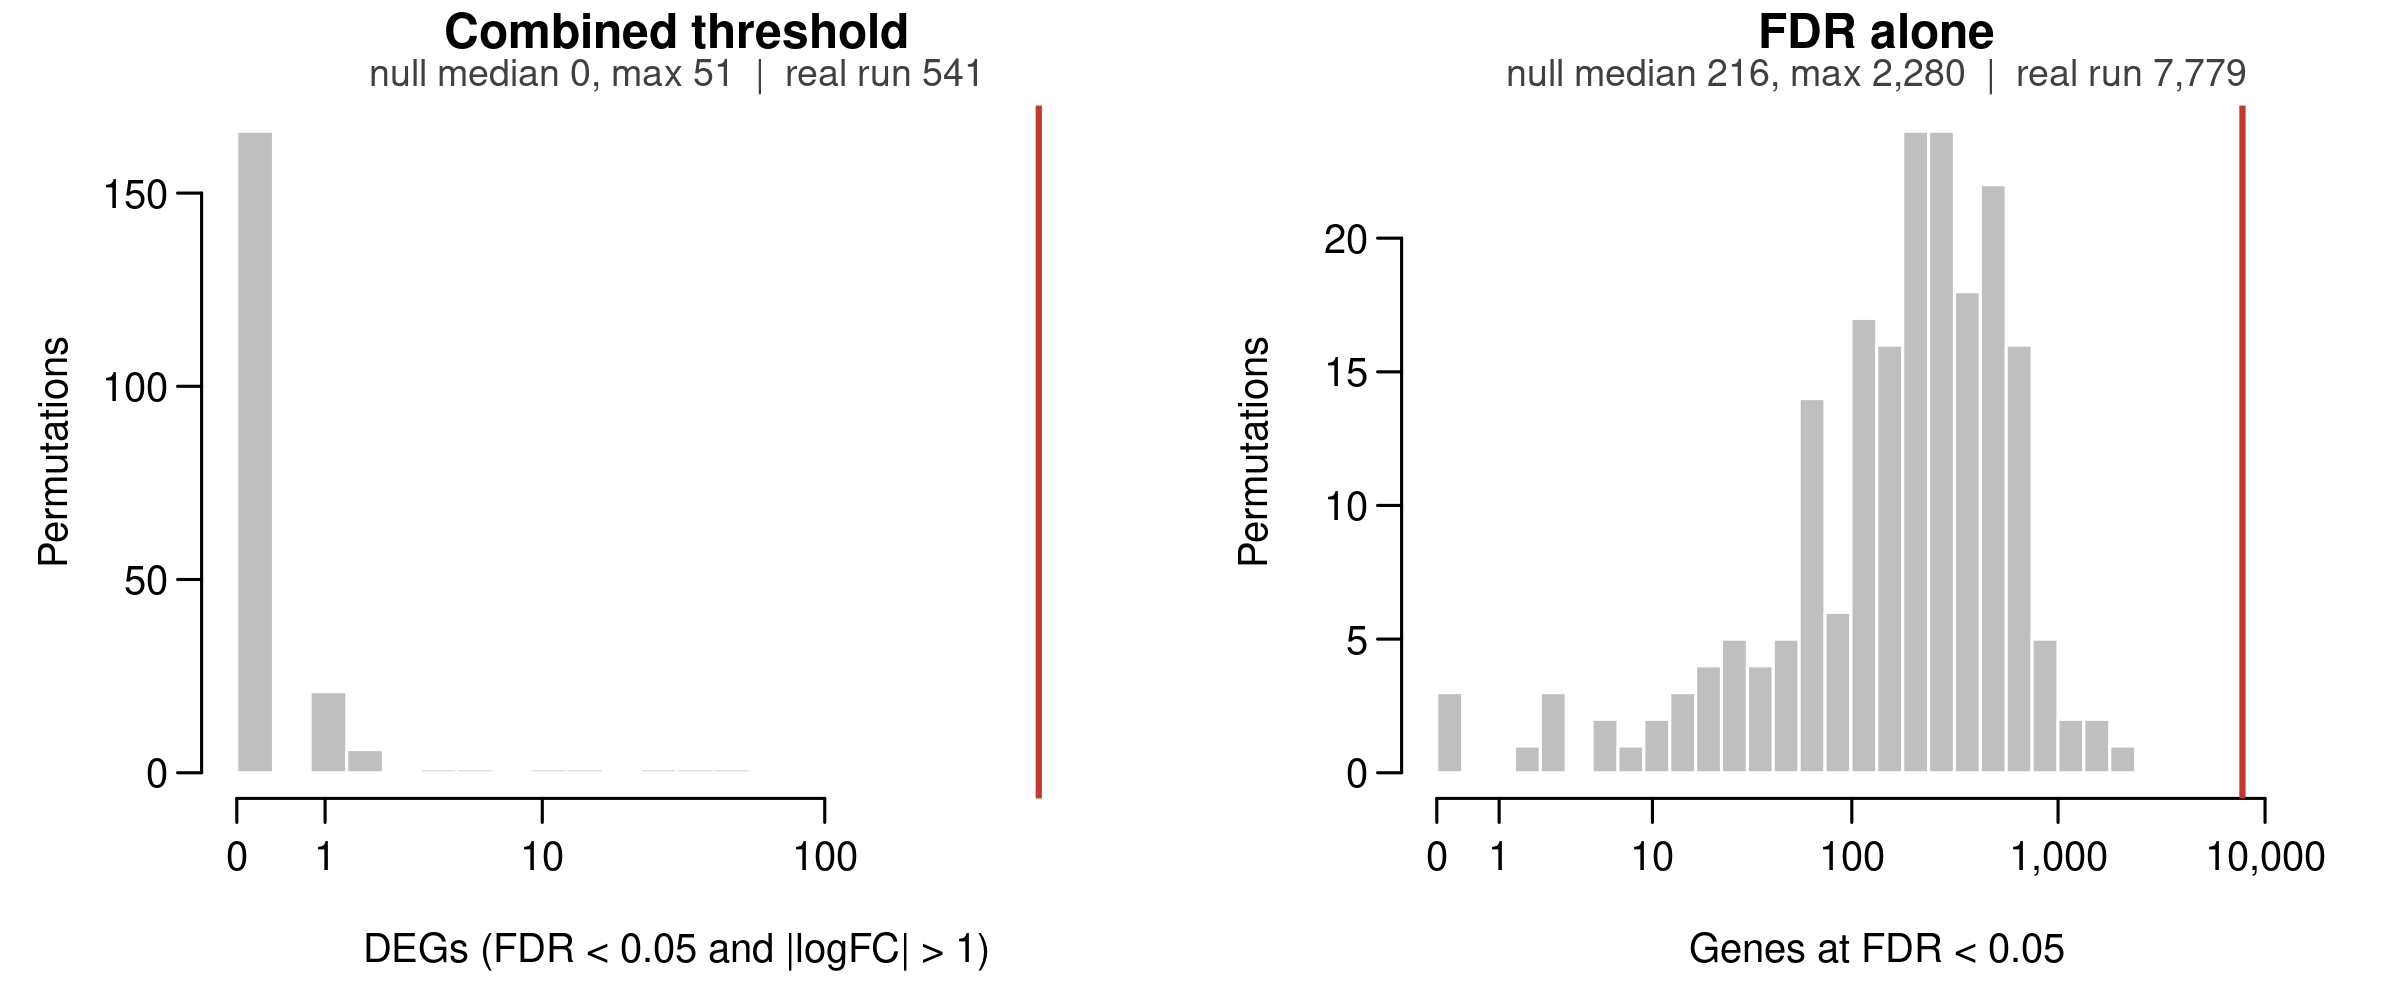 Combined threshold
null median 0, max 51 | real run 541
Permutations
150
100
50
0
0 1 10 100
DEGs (FDR < 0.05 and |logFC| > 1)
FDR alone
null median 216, max 2,280 | real run 7,779
Permutations
20
15
10
5
0
0 1 10 100 1,000 10,000
Genes at FDR < 0.05